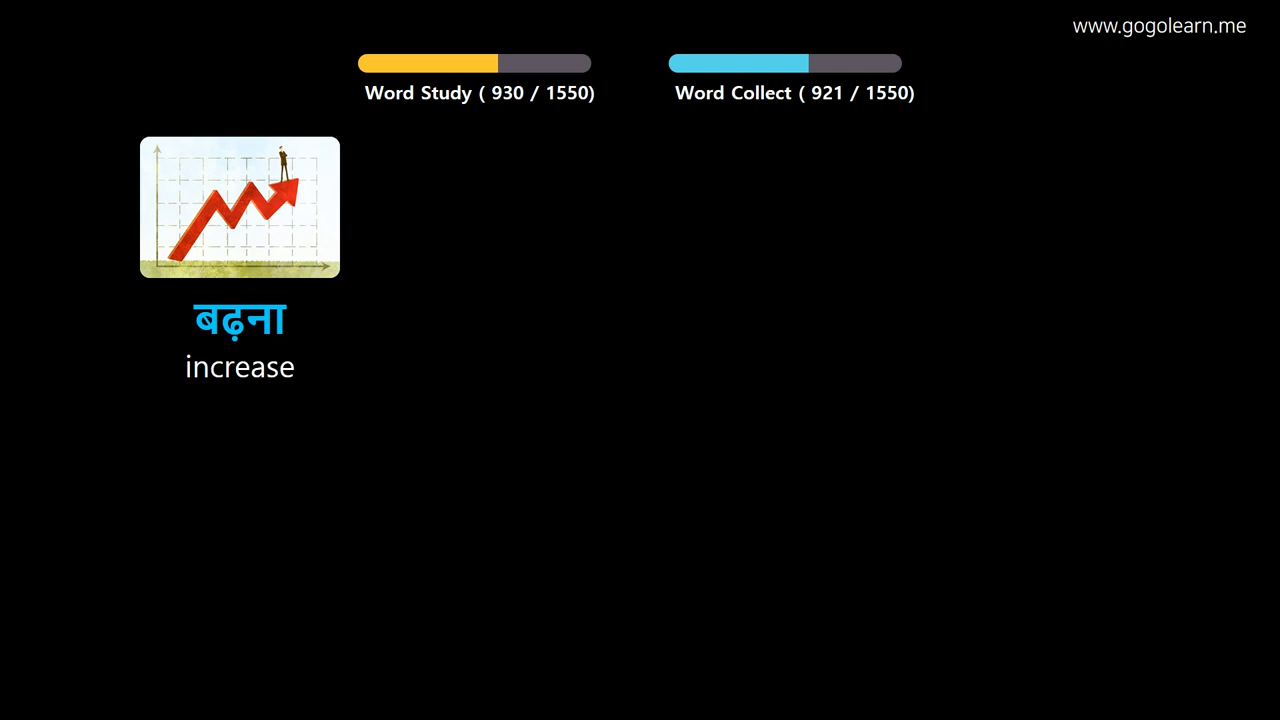 www.gogolearn.me
Word Study ( 930 / 1550)
Word Collect ( 921 / 1550)
बढ़ना
increase